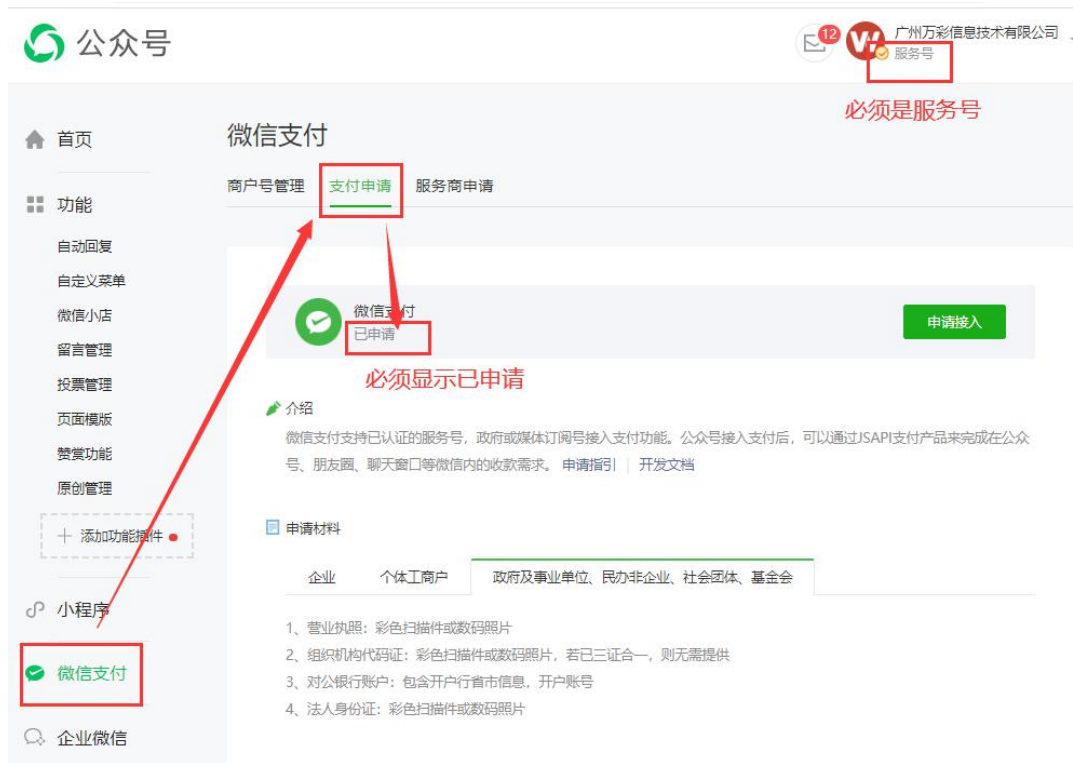 公众号
12
广州万彩信息技术有限公司
服务号
必须是服务号
首页
功能
自动回复
自定义菜单
微信小店
留言管理
投票管理
页面模版
赞赏功能
原创管理
添加功能插件
小程序
微信支付
企业微信
微信支付
商户号管理 支付申请 服务商申请
微信支付
已申请
申请接入
必须显示已申请
介绍
微信支付支持已认证的服务号，政府或媒体订阅号接入支付功能。公众号接入支付后，可以通过JSAPI支付产品来完成在公众
号、朋友圈、聊天窗口等微信内的收款需求。 申请指引 | 开发文档
申请材料
企业 个体工商户 政府及事业单位、民办非企业、社会团体、基金会
1、营业执照：彩色扫描件或数码照片
2、组织机构代码证：彩色扫描件或数码照片，若已三证合一，则无需提供
3、对公银行账户：包含开户行省市信息，开户账号
4、法人身份证：彩色扫描件或数码照片